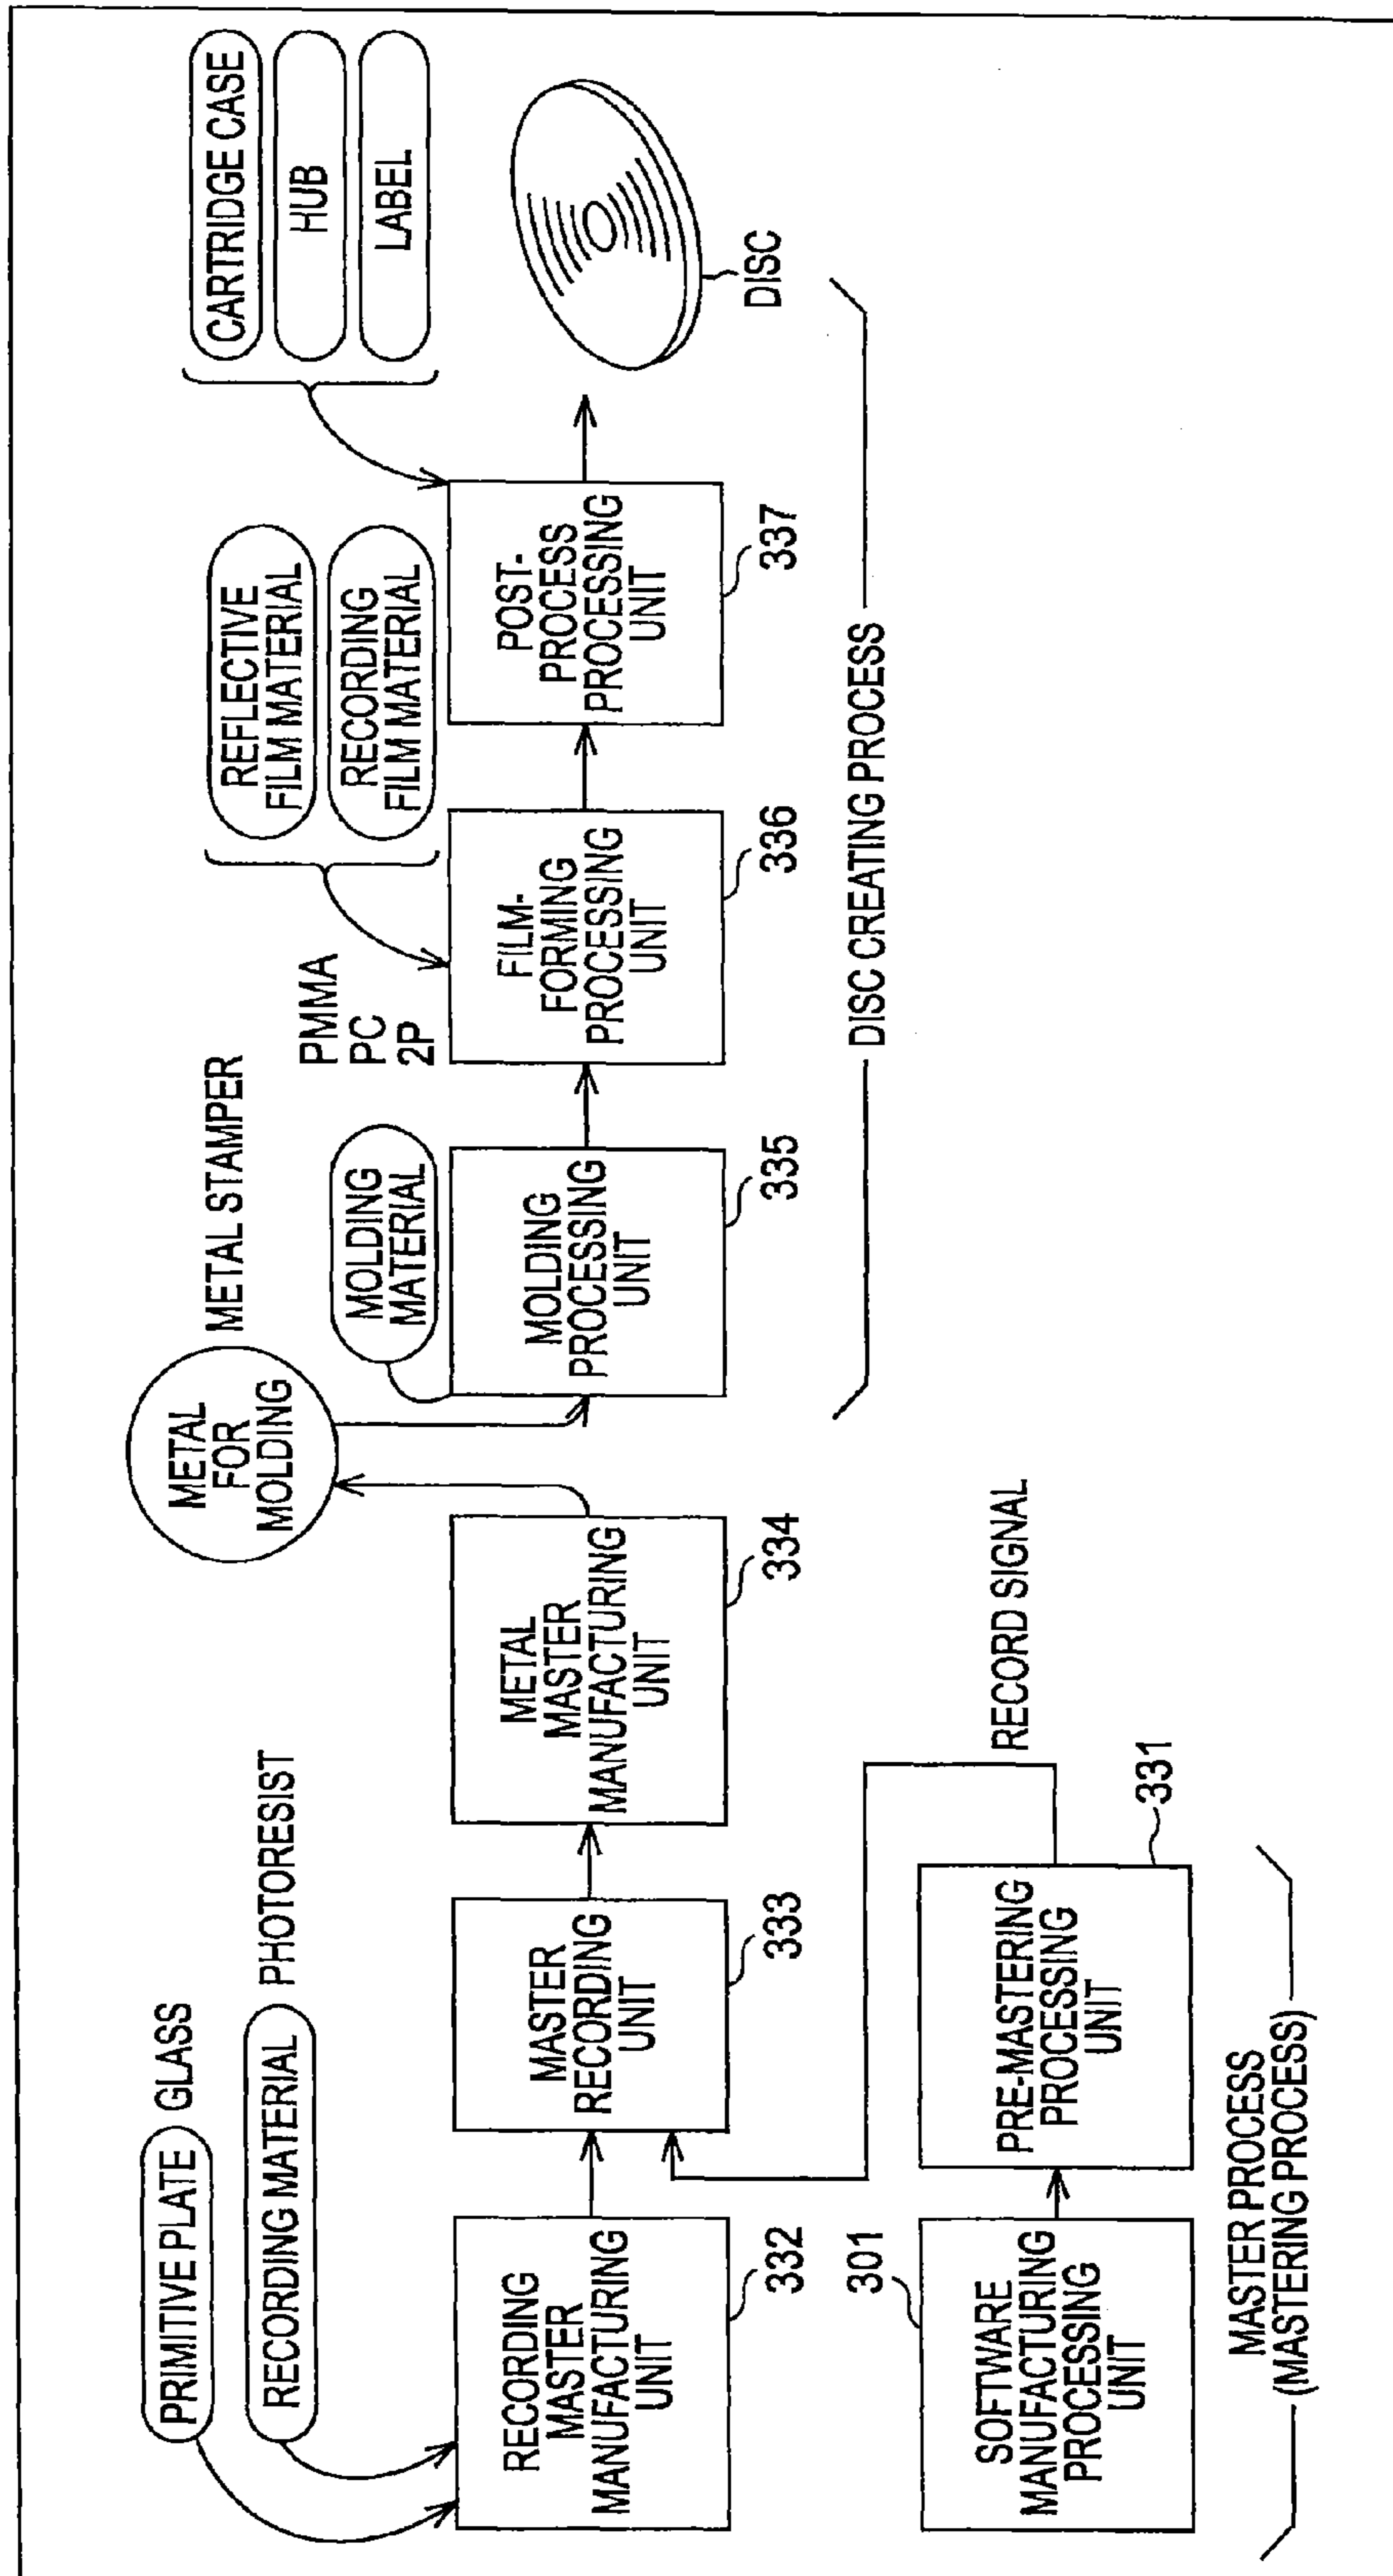 PRIMITIVE PLATE
GLASS
RECORDING MATERIAL
PHOTORESIST
RECORDING
MASTER
MANUFACTURING
UNIT
332
MASTER
RECORDING
UNIT
333
METAL
MASTER
MANUFACTURING
UNIT
334
METAL
FOR
MOLDING
METAL STAMPER
MOLDING
MATERIAL
PMMA
PC
2P
MOLDING
PROCESSING
UNIT
335
REFLECTIVE
FILM MATERIAL
RECORDING
FILM MATERIAL
FILM-
FORMING
PROCESSING
UNIT
336
CARTRIDGE CASE
HUB
LABEL
POST-
PROCESS
PROCESSING
UNIT
337
DISC
DISC CREATING PROCESS
301
SOFTWARE
MANUFACTURING
PROCESSING
UNIT
PRE-MASTERING
PROCESSING
UNIT
331
RECORD SIGNAL
MASTER PROCESS
(MASTERING PROCESS)